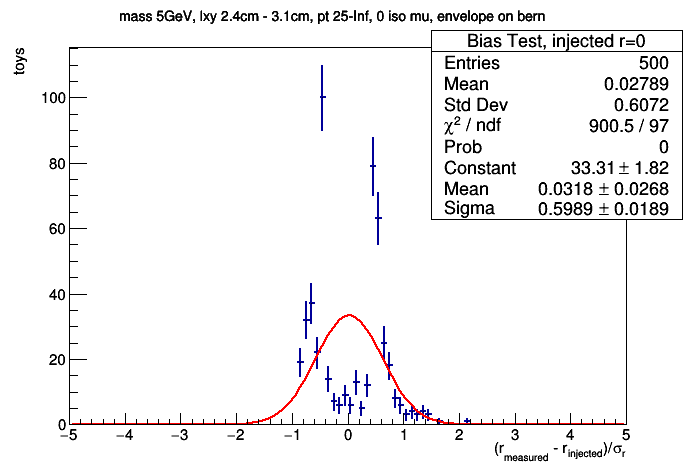 mass 5GeV, lxy 2.4cm - 3.1cm, pt 25-Inf, 0 iso mu, envelope on bern
Bias Test, injected r=0
Entries 500
Mean 0.02789
Std Dev 0.6072
χ² / ndf 900.5 / 97
Prob 0
Constant 33.31 ± 1.82
Mean 0.0318 ± 0.0268
Sigma 0.5989 ± 0.0189
toys
100
80
60
40
20
0
−5 −4 −3 −2 −1 0 1 2 3 4 5
(r_measured - r_injected)/σ_r